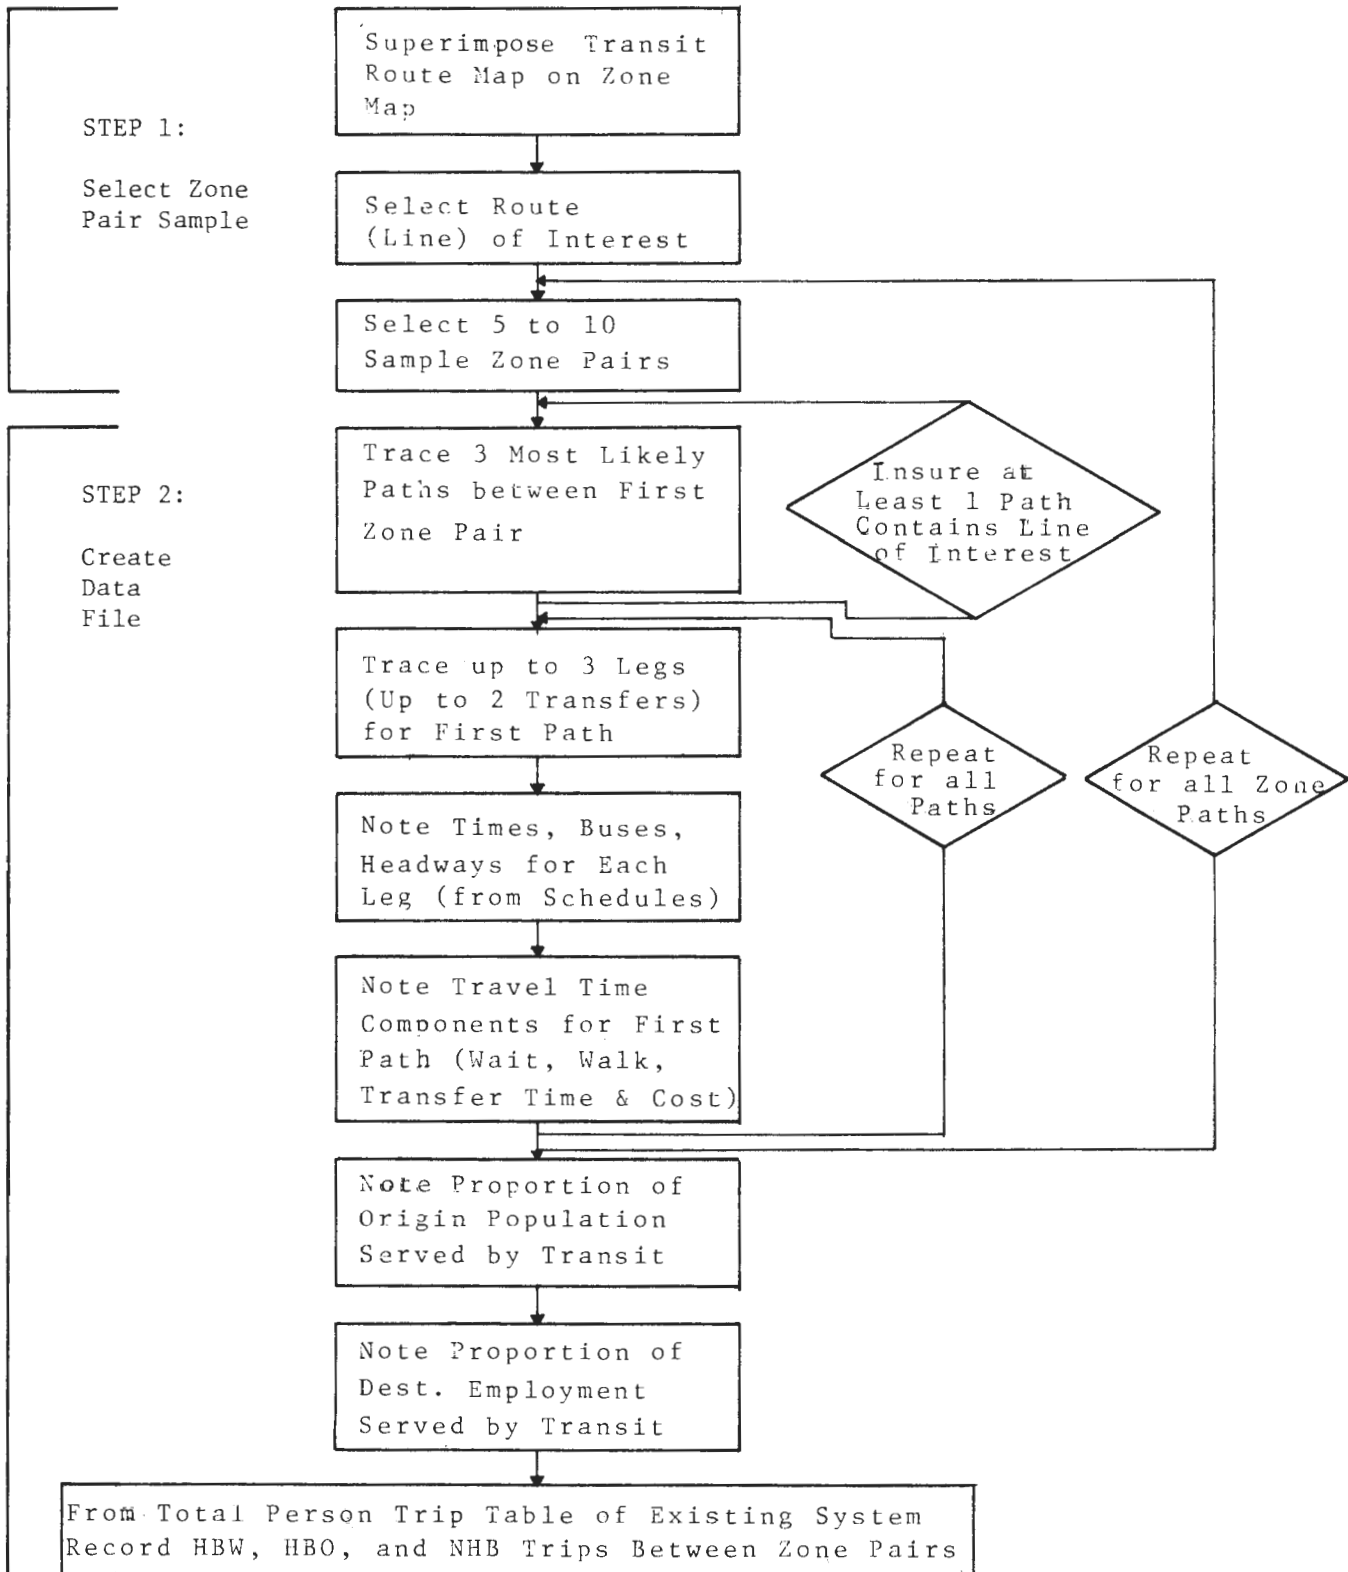 STEP 1:
Select Zone
Pair Sample
Superimpose Transit
Route Map on Zone
Map
Select Route
(Line) of Interest
Select 5 to 10
Sample Zone Pairs
STEP 2:
Create
Data
File
Trace 3 Most Likely
Paths between First
Zone Pair
Insure at
Least 1 Path
Contains Line
of Interest
Trace up to 3 Legs
(Up to 2 Transfers)
for First Path
Repeat
for all
Paths
Repeat
for all Zone
Paths
Note Times, Buses,
Headways for Each
Leg (from Schedules)
Note Travel Time
Components for First
Path (Wait, Walk,
Transfer Time & Cost)
Note Proportion of
Origin Population
Served by Transit
Note Proportion of
Dest. Employment
Served by Transit
From Total Person Trip Table of Existing System
Record HBW, HBO, and NHB Trips Between Zone Pairs